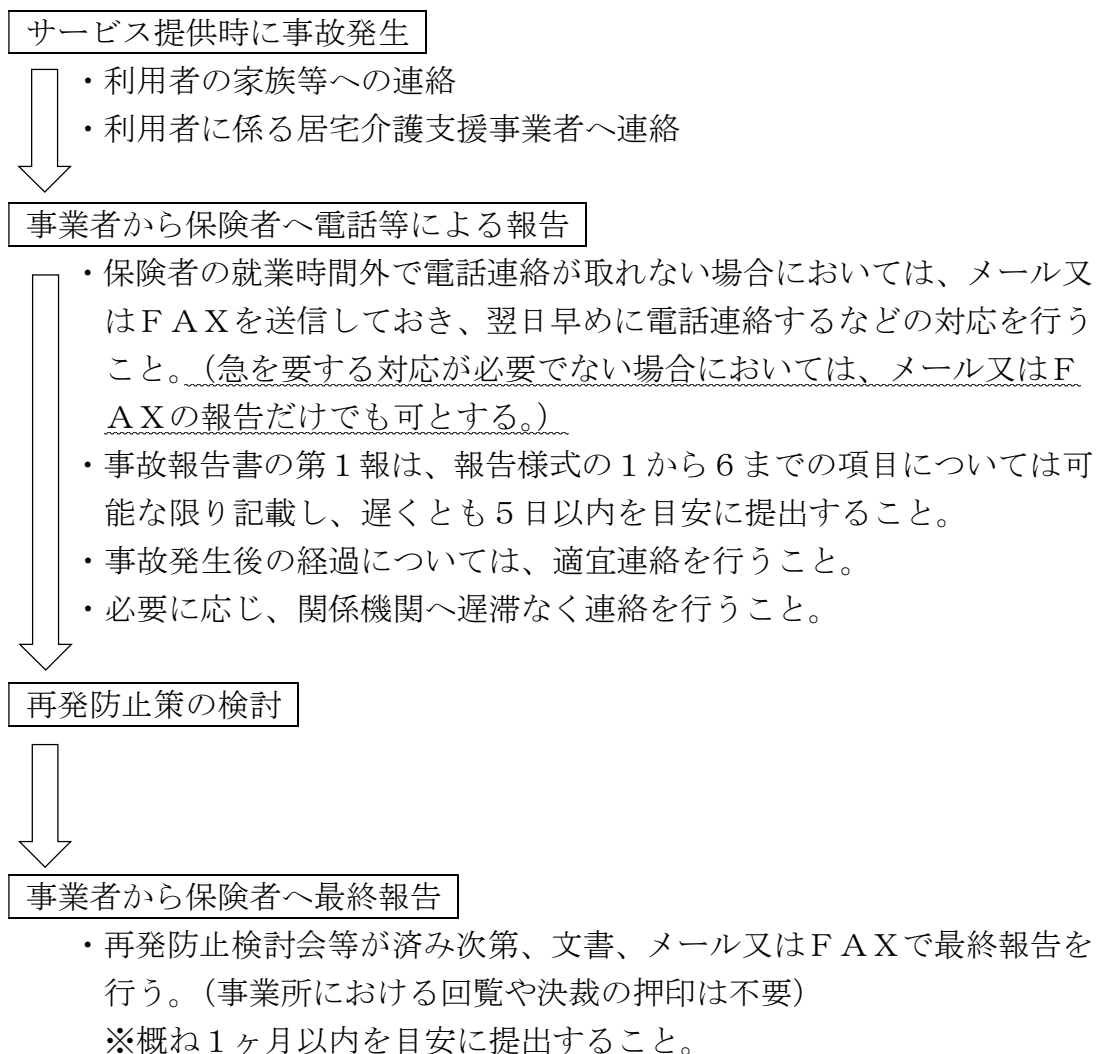 サービス提供時に事故発生
・利用者の家族等への連絡
・利用者に係る居宅介護支援事業者へ連絡
事業者から保険者へ電話等による報告
・保険者の就業時間外で電話連絡が取れない場合においては、メール又
はＦＡＸを送信しておき、翌日早めに電話連絡するなどの対応を行う
こと。（急を要する対応が必要でない場合においては、メール又はＦ
ＡＸの報告だけでも可とする。）
・事故報告書の第１報は、報告様式の１から６までの項目については可
能な限り記載し、遅くとも５日以内を目安に提出すること。
・事故発生後の経過については、適宜連絡を行うこと。
・必要に応じ、関係機関へ遅滞なく連絡を行うこと。
再発防止策の検討
事業者から保険者へ最終報告
・再発防止検討会等が済み次第、文書、メール又はＦＡＸで最終報告を
行う。（事業所における回覧や決裁の押印は不要）
※概ね１ヶ月以内を目安に提出すること。